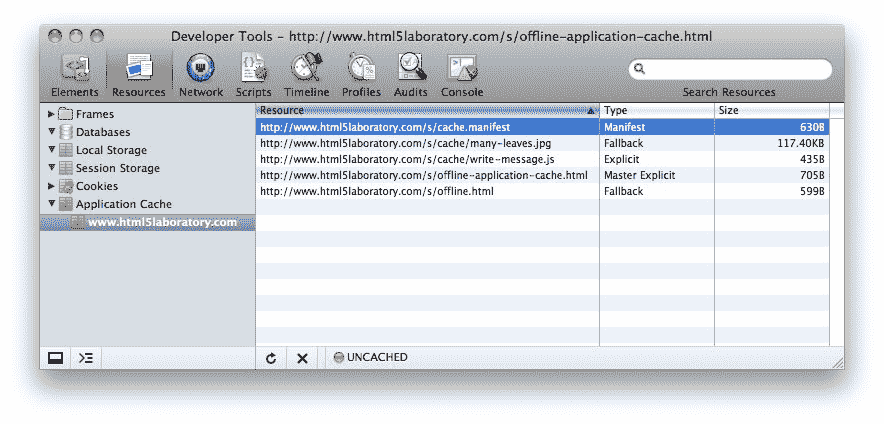 Developer Tools - http://www.html5laboratory.com/s/offline-application-cache.html
Elements Resources Network Scripts Timeline Profiles Audits Console Search Resources
Resource Type Size
Frames
Databases
Local Storage
Session Storage
Cookies
Application Cache
www.html5laboratory.com
http://www.html5laboratory.com/s/cache.manifest Manifest 630B
http://www.html5laboratory.com/s/cache/many-leaves.jpg Fallback 117.40KB
http://www.html5laboratory.com/s/cache/write-message.js Explicit 435B
http://www.html5laboratory.com/s/offline-application-cache.html Master Explicit 705B
http://www.html5laboratory.com/s/offline.html Fallback 599B
UNCACHED